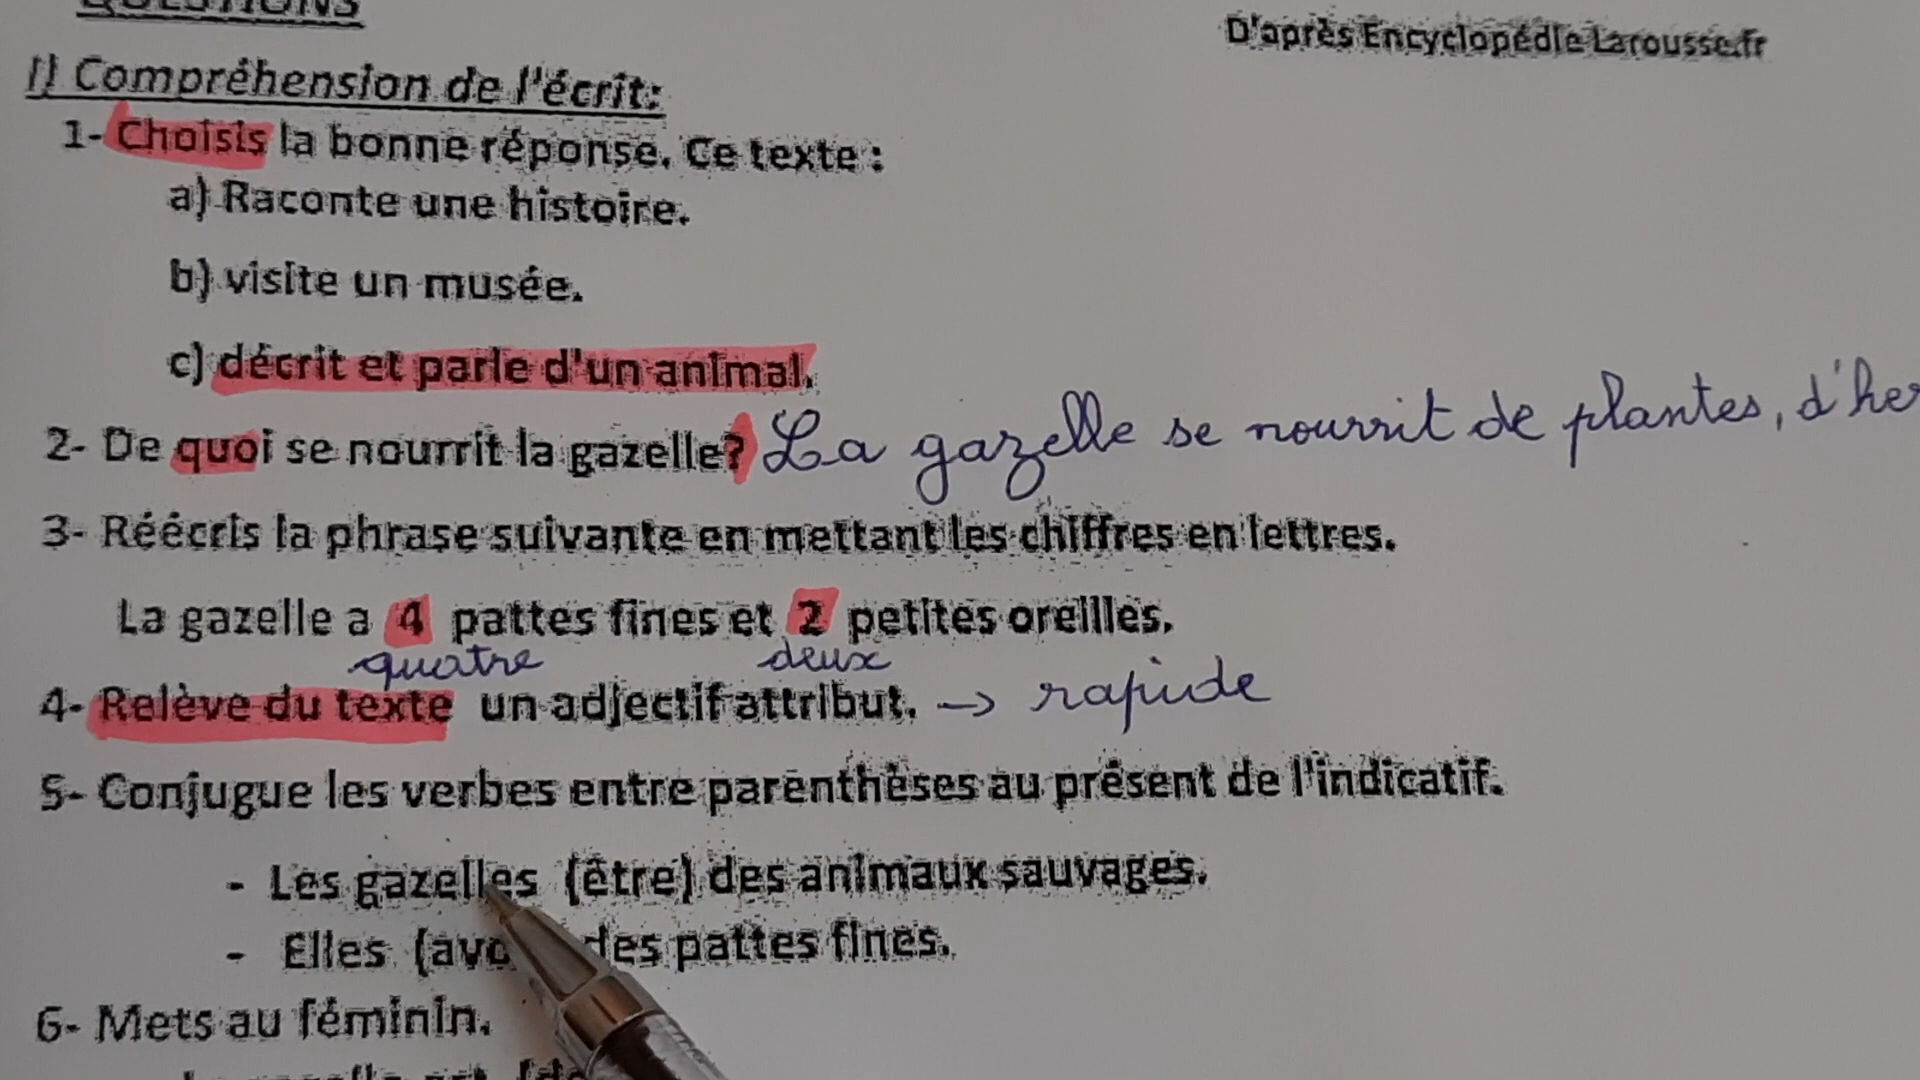 QUESTIONS
D'après Encyclopédie Larousse.fr
I) Compréhension de l'écrit:
1- Choisis la bonne réponse. Ce texte :
a) Raconte une histoire.
b) visite un musée.
c) décrit et parle d'un animal.
2- De quoi se nourrit la gazelle? La gazelle se nourrit de plantes, d'her
3- Réécris la phrase suivante en mettant les chiffres en lettres.
La gazelle a 4 pattes fines et 2 petites oreilles.
quatre deux
4- Relève du texte un adjectif attribut. → rapide
5- Conjugue les verbes entre parenthèses au présent de l'indicatif.
- Les gazelles (être) des animaux sauvages.
- Elles (avo des pattes fines.
6- Mets au féminin.